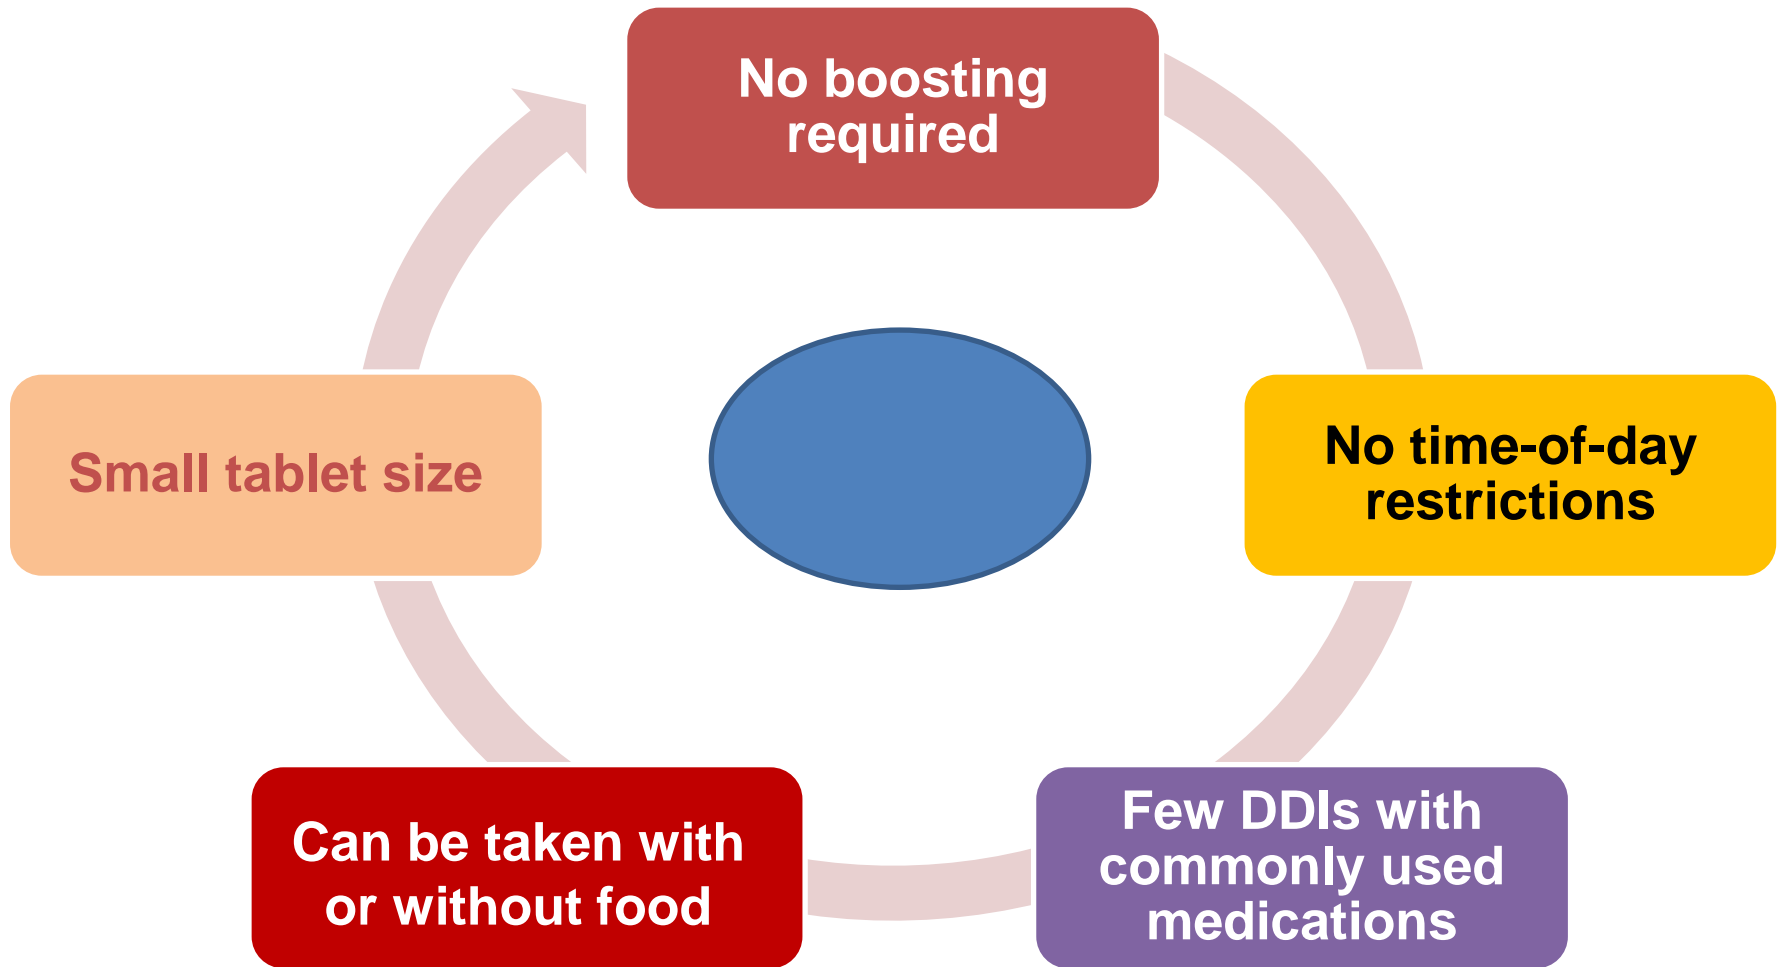 No boosting
required
No time-of-day
restrictions
Few DDIs with
commonly used
medications
Can be taken with
or without food
Small tablet size